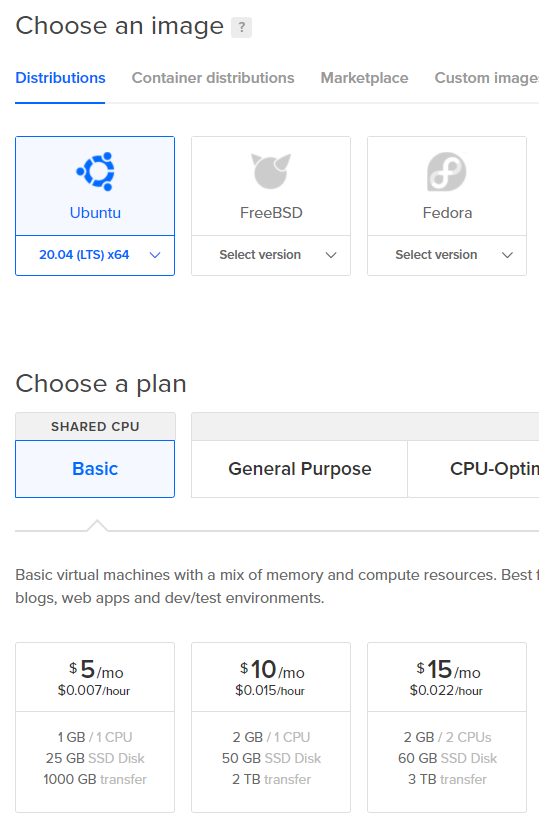 Choose an image ?
Distributions Container distributions Marketplace Custom image
Ubuntu FreeBSD Fedora
20.04 (LTS) x64 Select version Select version
Choose a plan
SHARED CPU
Basic General Purpose CPU-Optim
Basic virtual machines with a mix of memory and compute resources. Best f
blogs, web apps and dev/test environments.
$5/mo $10/mo $15/mo
$0.007/hour $0.015/hour $0.022/hour
1 GB / 1 CPU 2 GB / 1 CPU 2 GB / 2 CPUs
25 GB SSD Disk 50 GB SSD Disk 60 GB SSD Disk
1000 GB transfer 2 TB transfer 3 TB transfer